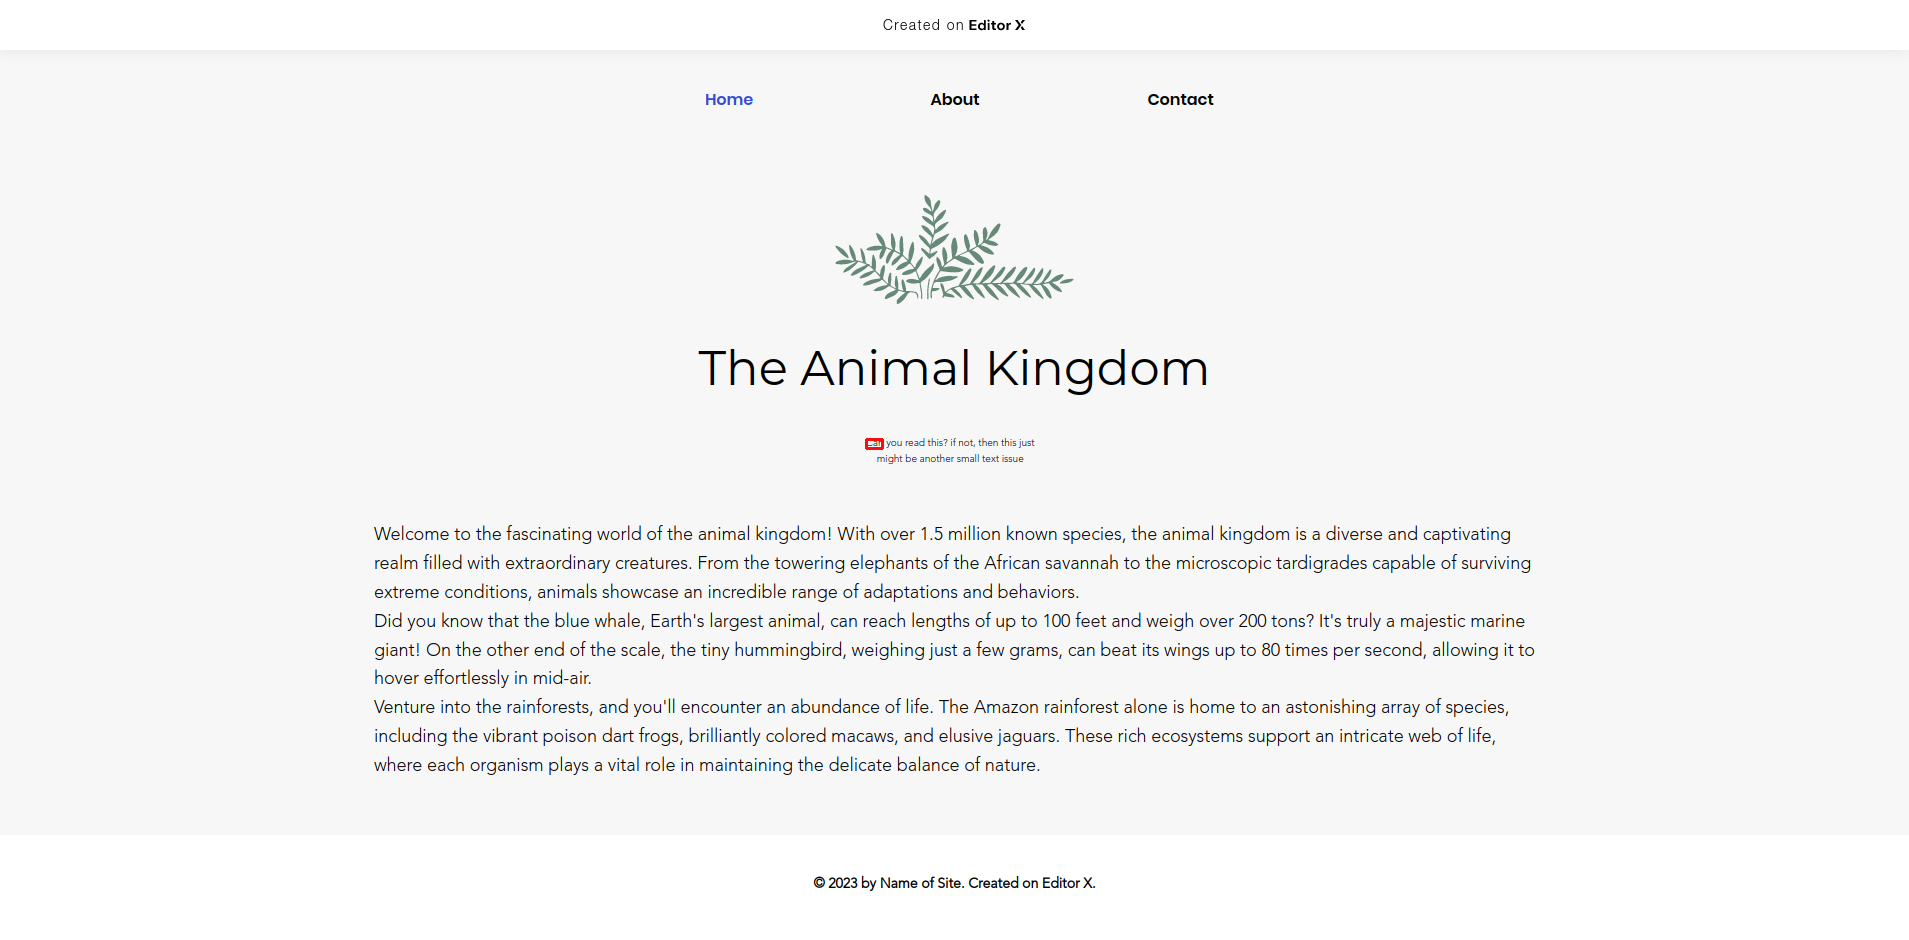 Created on Editor X
Home About Contact
The Animal Kingdom
Can you read this? if not, then this just
might be another small text issue
Welcome to the fascinating world of the animal kingdom! With over 1.5 million known species, the animal kingdom is a diverse and captivating
realm filled with extraordinary creatures. From the towering elephants of the African savannah to the microscopic tardigrades capable of surviving
extreme conditions, animals showcase an incredible range of adaptations and behaviors.
Did you know that the blue whale, Earth's largest animal, can reach lengths of up to 100 feet and weigh over 200 tons? It's truly a majestic marine
giant! On the other end of the scale, the tiny hummingbird, weighing just a few grams, can beat its wings up to 80 times per second, allowing it to
hover effortlessly in mid-air.
Venture into the rainforests, and you'll encounter an abundance of life. The Amazon rainforest alone is home to an astonishing array of species,
including the vibrant poison dart frogs, brilliantly colored macaws, and elusive jaguars. These rich ecosystems support an intricate web of life,
where each organism plays a vital role in maintaining the delicate balance of nature.
© 2023 by Name of Site. Created on Editor X.